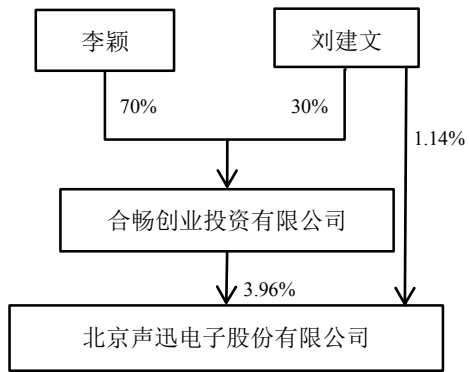 李颖
刘建文
70%
30%
1.14%
合畅创业投资有限公司
3.96%
北京声迅电子股份有限公司